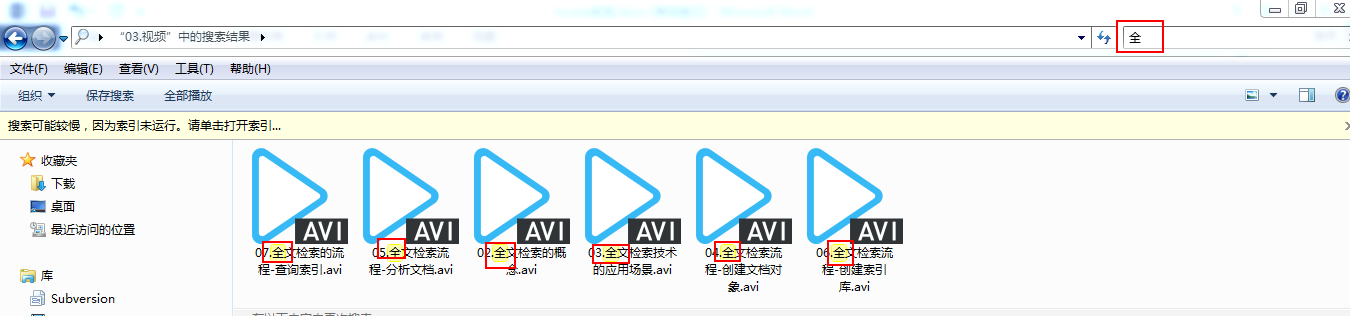 “03.视频”中的搜索结果
全
文件(F) 编辑(E) 查看(V) 工具(T) 帮助(H)
组织 保存搜索 全部播放
搜索可能较慢，因为索引未运行。请单击打开索引...
收藏夹
下载
桌面
最近访问的位置
库
Subversion
AVI
07.全文检索的流
程-查询索引.avi
AVI
05.全文检索流
程-分析文档.avi
AVI
02.全文检索的概
念.avi
AVI
03.全文检索技术
的应用场景.avi
AVI
04.全文检索流
程-创建文档对
象.avi
AVI
06.全文检索流
程-创建索引
库.avi